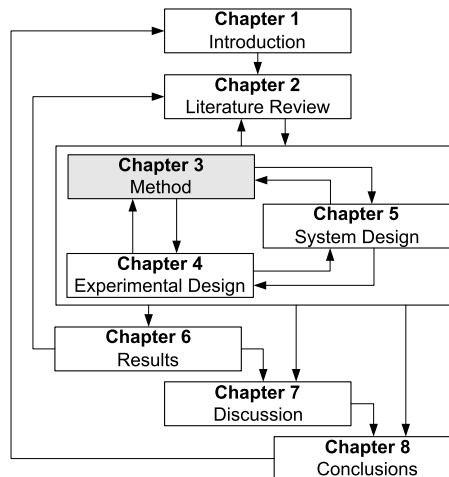 Chapter 1
Introduction
Chapter 2
Literature Review
Chapter 3
Method
Chapter 5
System Design
Chapter 4
Experimental Design
Chapter 6
Results
Chapter 7
Discussion
Chapter 8
Conclusions